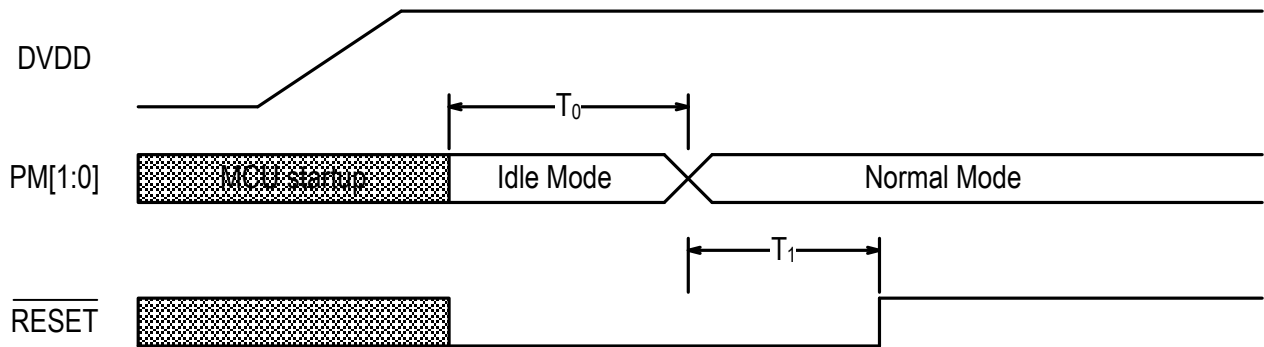 DVDD
T0
PM[1:0]
MCU startup
Idle Mode
Normal Mode
T1
RESET